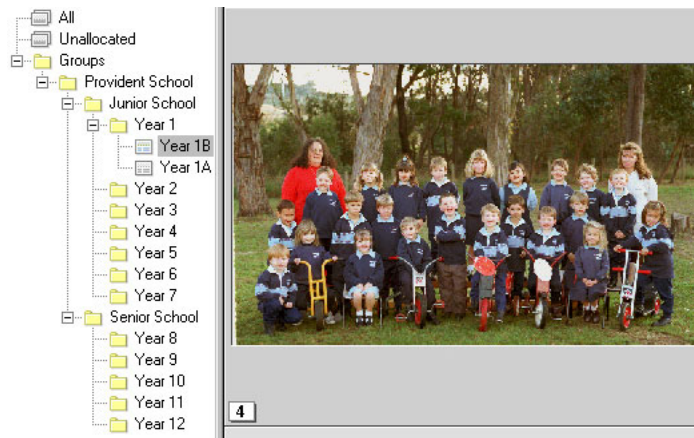 All
Unallocated
Groups
Provident School
Junior School
Year 1
Year 1B
Year 1A
Year 2
Year 3
Year 4
Year 5
Year 6
Year 7
Senior School
Year 8
Year 9
Year 10
Year 11
Year 12
4